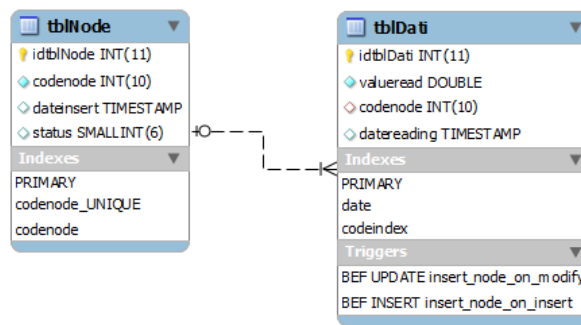 tblNode
idtblNode INT(11)
codenode INT(10)
dateinsert TIMESTAMP
status SMALLINT(6)
Indexes
PRIMARY
codenode_UNIQUE
codenode
tblDati
idtblDati INT(11)
valueread DOUBLE
codenode INT(10)
datereading TIMESTAMP
Indexes
PRIMARY
date
codeindex
Triggers
BEF UPDATE insert_node_on_modify
BEF INSERT insert_node_on_insert